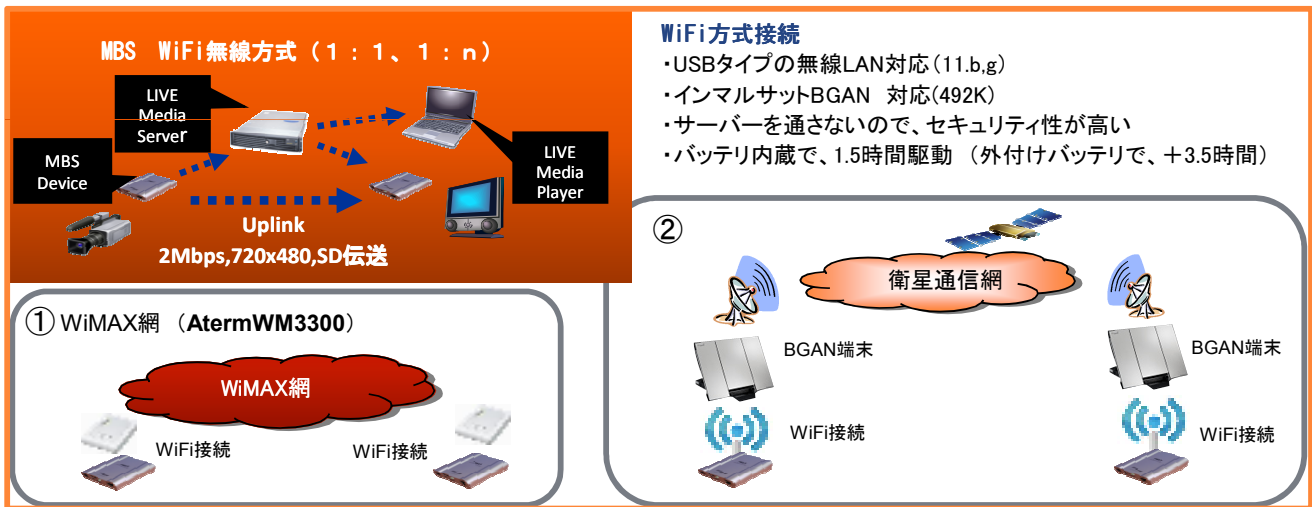 MBS WiFi無線方式（１：１、１：ｎ）
LIVE
Media
Server
MBS
Device
LIVE
Media
Player
Uplink
2Mbps,720x480,SD伝送
WiFi方式接続
・USBタイプの無線LAN対応（11.b,g）
・インマルサットBGAN 対応(492K)
・サーバーを通さないので、セキュリティ性が高い
・バッテリ内蔵で、1.5時間駆動 （外付けバッテリで、＋3.5時間）
① WiMAX網 （AtermWM3300）
WiMAX網
WiFi接続
WiFi接続
②
衛星通信網
BGAN端末
BGAN端末
WiFi接続
WiFi接続